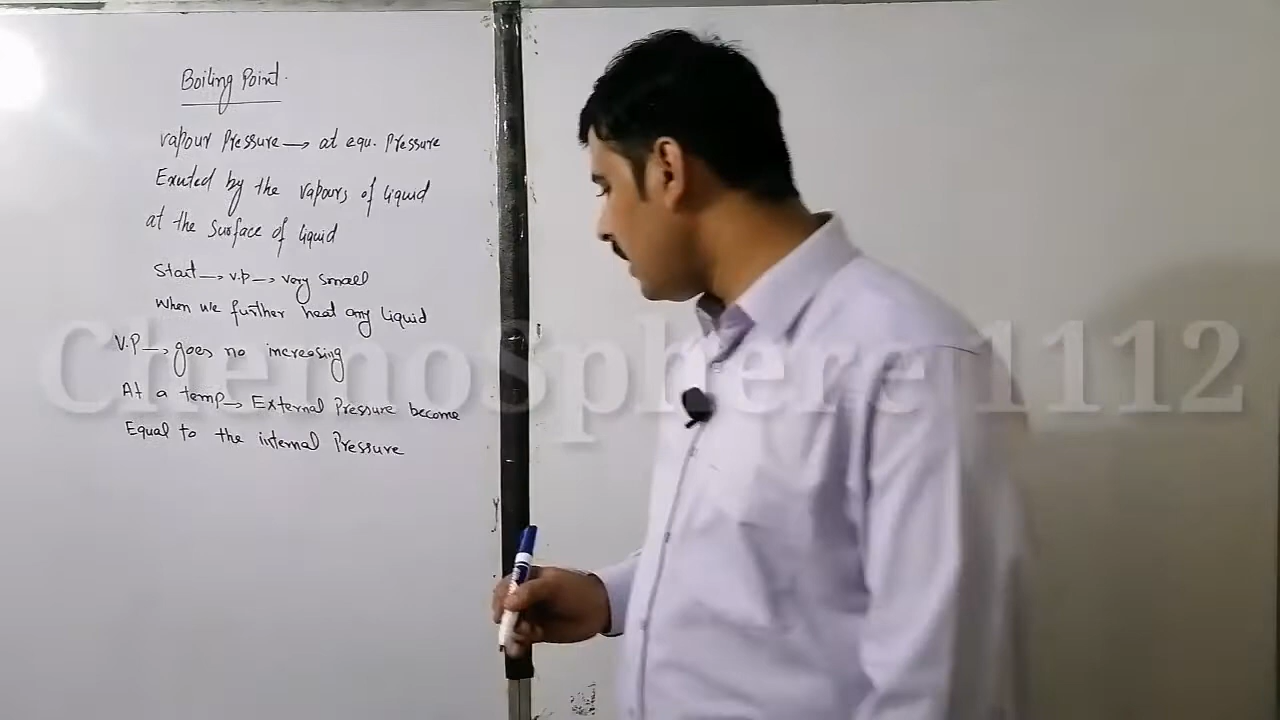 Boiling Point.
vapour Pressure → at equ. Pressure
Exerted by the vapours of liquid
at the surface of liquid
Start → v.p → very small
when we further heat any liquid
V.P → goes no increasing
At a temp → External Pressure become
Equal to the internal Pressure
ChemoSphere 1112